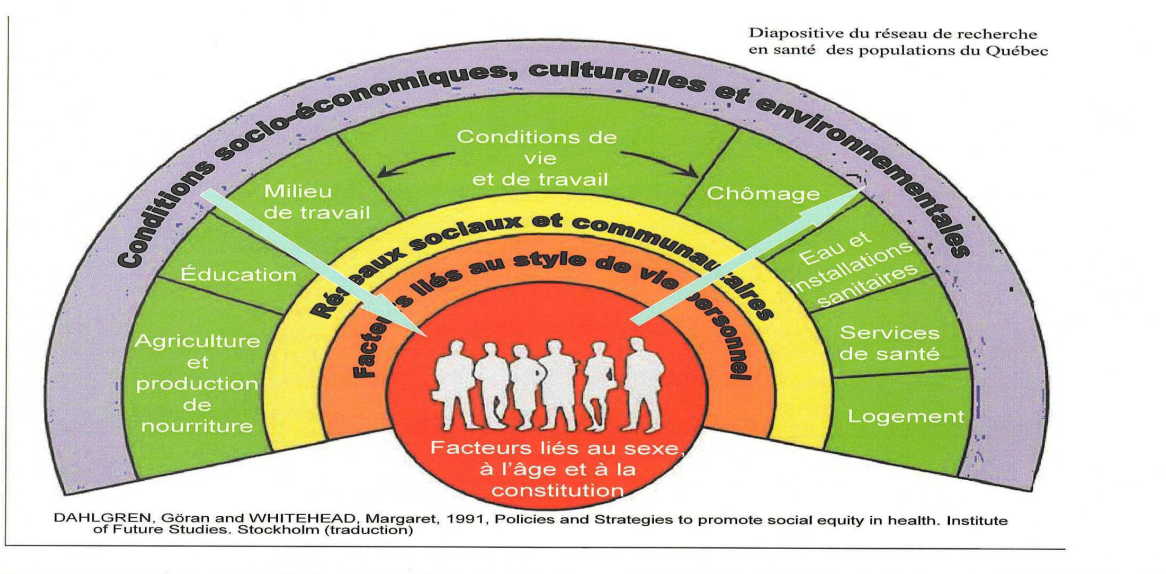 Diapositive du réseau de recherche
en santé des populations du Québec
Conditions socio-économiques, culturelles et environnementales
Conditions de
vie
et de travail
Milieu
de travail
Chômage
Éducation
Eau et
installations
sanitaires
Agriculture
et
production
de
nourriture
Services
de santé
Logement
Réseaux sociaux et communautaires
Facteurs liés au style de vie personnel
Facteurs liés au sexe,
à l'âge et à la
constitution
DAHLGREN, Göran and WHITEHEAD, Margaret, 1991, Policies and Strategies to promote social equity in health. Institute
of Future Studies. Stockholm (traduction)